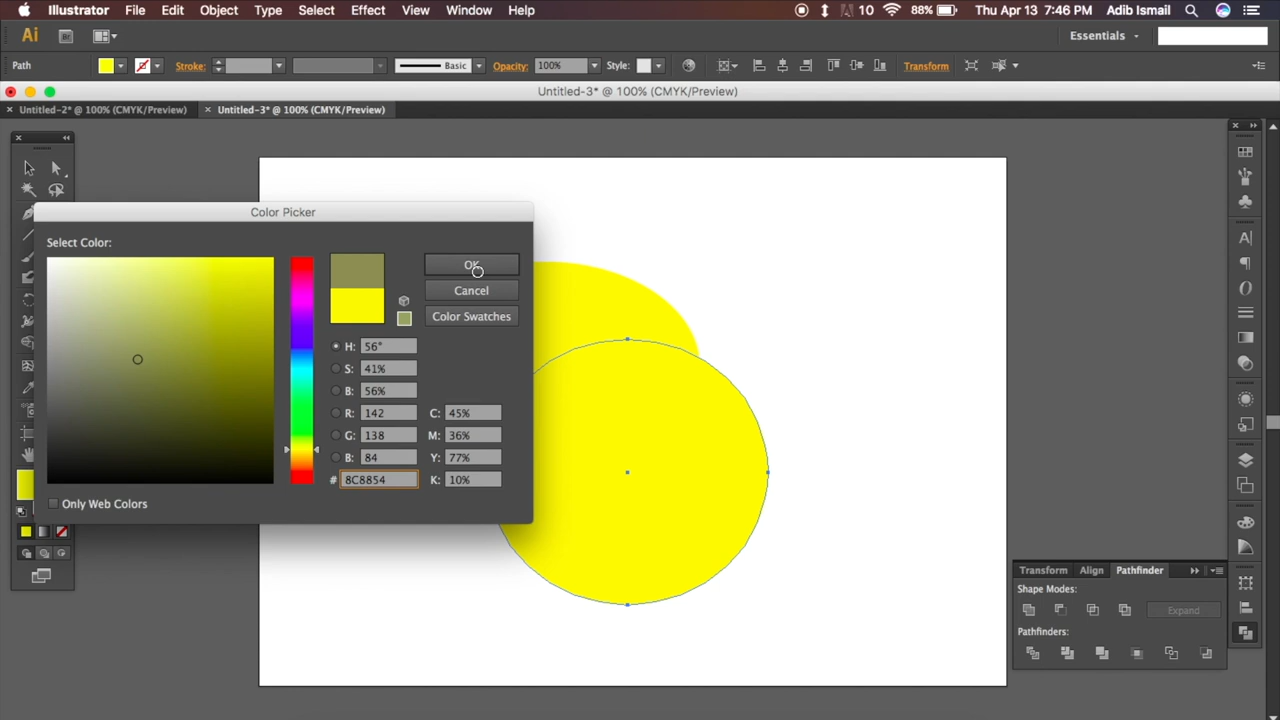 Illustrator File Edit Object Type Select Effect View Window Help 10 88% Thu Apr 13 7:46 PM Adib Ismail
Ai Br Essentials
Path Stroke: Basic Opacity: 100% Style: Transform
Untitled-3* @ 100% (CMYK/Preview)
× Untitled-2* @ 100% (CMYK/Preview) × Untitled-3* @ 100% (CMYK/Preview)
Color Picker
Select Color:
OK
Cancel
Color Swatches
H: 56°
S: 41%
B: 56%
R: 142 C: 45%
G: 138 M: 36%
B: 84 Y: 77%
# 8C8854 K: 10%
Only Web Colors
Transform Align Pathfinder
Shape Modes:
Expand
Pathfinders: